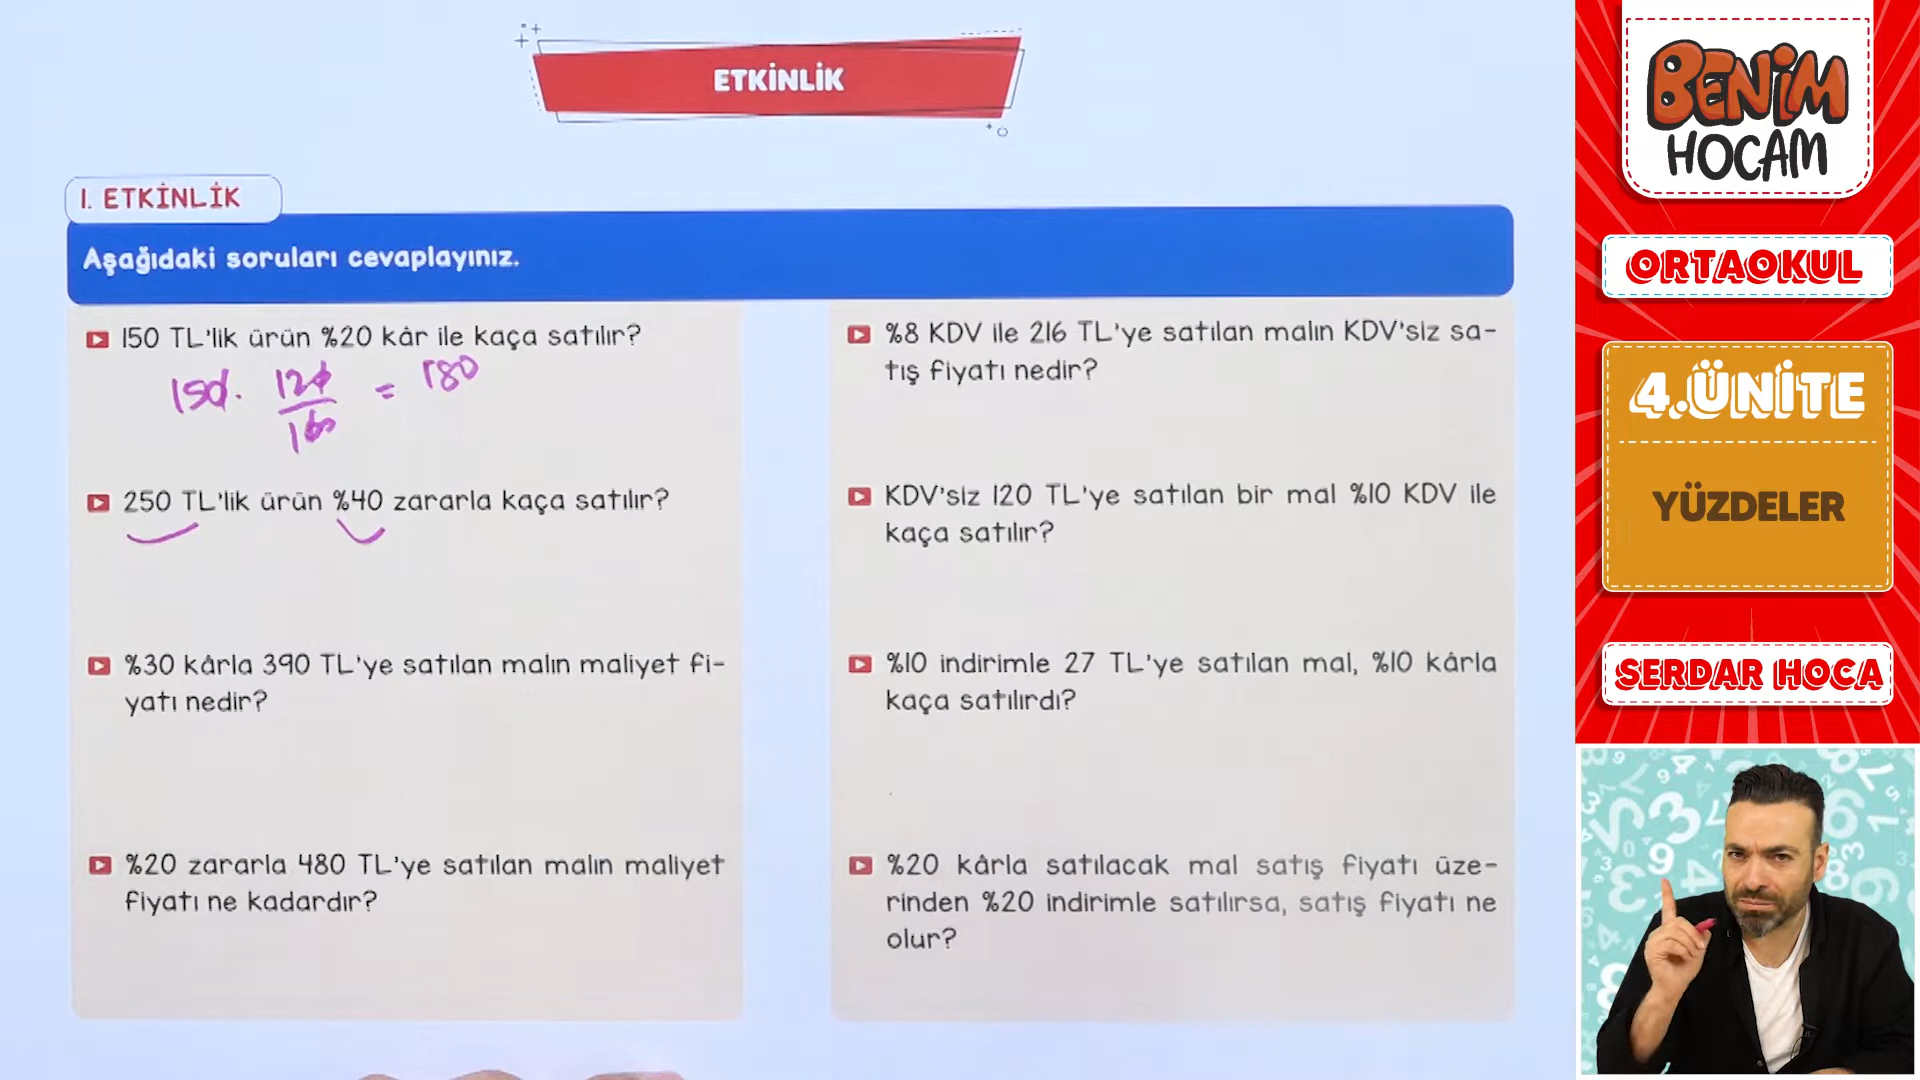 ETKİNLİK
1. ETKİNLİK
Aşağıdaki soruları cevaplayınız.
150 TL'lik ürün %20 kâr ile kaça satılır?
150 . 120 = 180
100
250 TL'lik ürün %40 zararla kaça satılır?
%30 kârla 390 TL'ye satılan malın maliyet fi-
yatı nedir?
%20 zararla 480 TL'ye satılan malın maliyet
fiyatı ne kadardır?
%8 KDV ile 216 TL'ye satılan malın KDV'siz sa-
tış fiyatı nedir?
KDV'siz 120 TL'ye satılan bir mal %10 KDV ile
kaça satılır?
%10 indirimle 27 TL'ye satılan mal, %10 kârla
kaça satılırdı?
%20 kârla satılacak mal satış fiyatı üze-
rinden %20 indirimle satılırsa, satış fiyatı ne
olur?
BENİM
HOCAM
ORTAOKUL
4.ÜNİTE
YÜZDELER
SERDAR HOCA